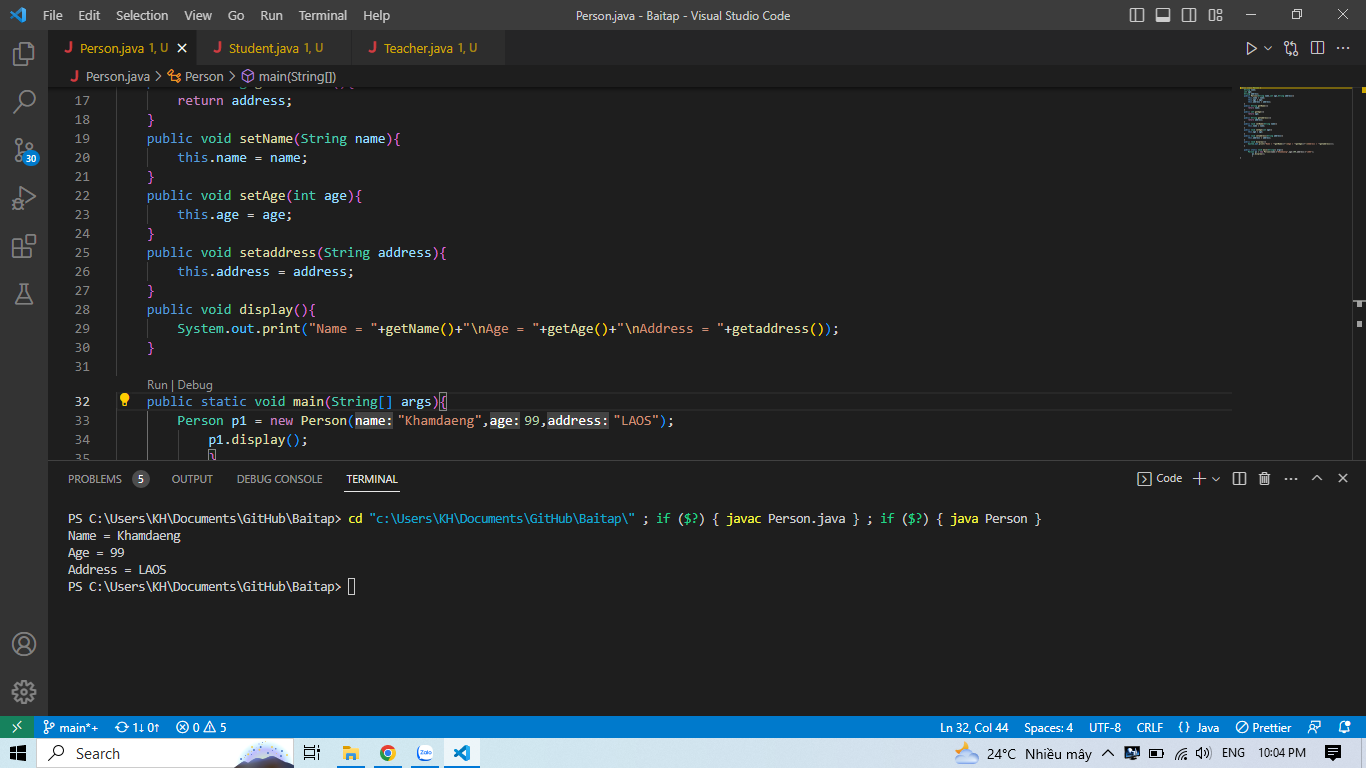 File Edit Selection View Go Run Terminal Help Person.java - Baitap - Visual Studio Code
Person.java 1, U Student.java 1, U Teacher.java 1, U
Person.java > Person > main(String[])
17 return address;
18 }
19 public void setName(String name){
20 this.name = name;
21 }
22 public void setAge(int age){
23 this.age = age;
24 }
25 public void setaddress(String address){
26 this.address = address;
27 }
28 public void display(){
29 System.out.print("Name = "+getName()+"\nAge = "+getAge()+"\nAddress = "+getaddress());
30 }
31
Run | Debug
32 public static void main(String[] args){
33 Person p1 = new Person(name: "Khamdaeng",age: 99,address: "LAOS");
34 p1.display();
35 }
30
PROBLEMS 5 OUTPUT DEBUG CONSOLE TERMINAL Code
PS C:\Users\KH\Documents\GitHub\Baitap> cd "c:\Users\KH\Documents\GitHub\Baitap\" ; if ($?) { javac Person.java } ; if ($?) { java Person }
Name = Khamdaeng
Age = 99
Address = LAOS
PS C:\Users\KH\Documents\GitHub\Baitap>
main*+ 1↓ 0↑ 0 5 Ln 32, Col 44 Spaces: 4 UTF-8 CRLF {} Java Prettier
Search Zalo 24°C Nhiều mây ENG 10:04 PM